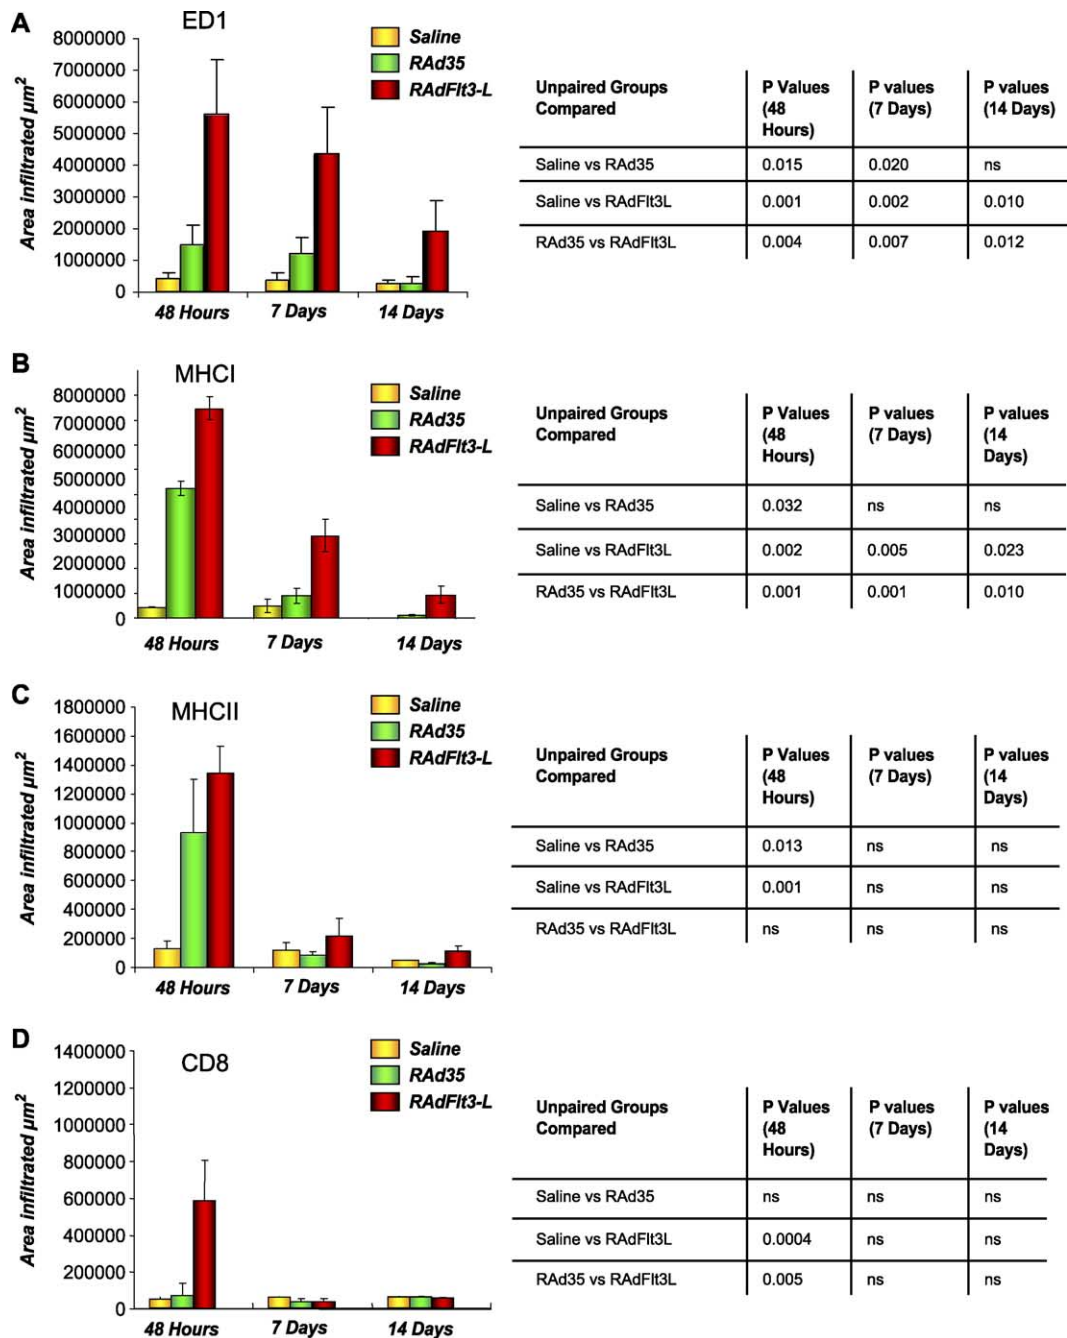 A
ED1
8000000
7000000
6000000
5000000
4000000
3000000
2000000
1000000
0
Area infiltrated µm²
Saline
RAd35
RAdFlt3-L
48 Hours 7 Days 14 Days
Unpaired Groups Compared P Values (48 Hours) P values (7 Days) P values (14 Days)
Saline vs RAd35 0.015 0.020 ns
Saline vs RAdFlt3L 0.001 0.002 0.010
RAd35 vs RAdFlt3L 0.004 0.007 0.012
B
MHCI
8000000
7000000
6000000
5000000
4000000
3000000
2000000
1000000
0
Area infiltrated µm²
Saline
RAd35
RAdFlt3-L
48 Hours 7 Days 14 Days
Unpaired Groups Compared P Values (48 Hours) P values (7 Days) P values (14 Days)
Saline vs RAd35 0.032 ns ns
Saline vs RAdFlt3L 0.002 0.005 0.023
RAd35 vs RAdFlt3L 0.001 0.001 0.010
C
MHCII
1800000
1600000
1400000
1200000
1000000
800000
600000
400000
200000
0
Area infiltrated µm²
Saline
RAd35
RAdFlt3-L
48 Hours 7 Days 14 Days
Unpaired Groups Compared P Values (48 Hours) P values (7 Days) P values (14 Days)
Saline vs RAd35 0.013 ns ns
Saline vs RAdFlt3L 0.001 ns ns
RAd35 vs RAdFlt3L ns ns ns
D
CD8
1400000
1200000
1000000
800000
600000
400000
200000
0
Area infiltrated µm²
Saline
RAd35
RAdFlt3-L
48 Hours 7 Days 14 Days
Unpaired Groups Compared P Values (48 Hours) P values (7 Days) P values (14 Days)
Saline vs RAd35 ns ns ns
Saline vs RAdFlt3L 0.0004 ns ns
RAd35 vs RAdFlt3L 0.005 ns ns